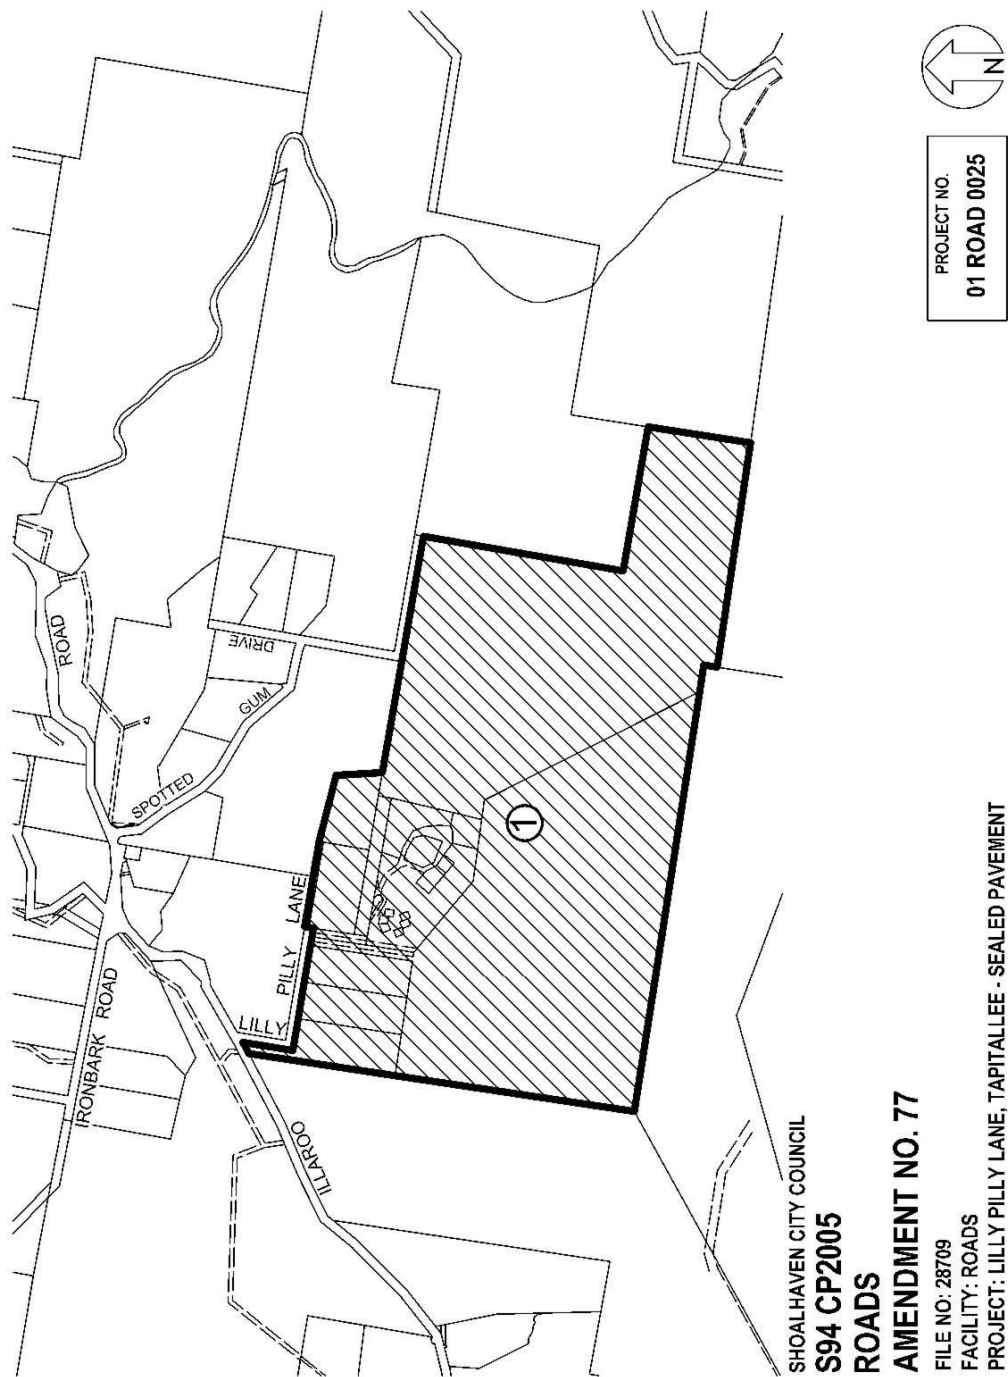 IRONBARK ROAD
ROAD
SPOTTED
GUM
DRIVE
LILLY
PILLY LANE
ILLAROO
1
SHOALHAVEN CITY COUNCIL
S94 CP2005
ROADS
AMENDMENT NO. 77
FILE NO: 28709
FACILITY: ROADS
PROJECT: LILLY PILLY LANE, TAPITALLEE - SEALED PAVEMENT
PROJECT NO.
01 ROAD 0025
N